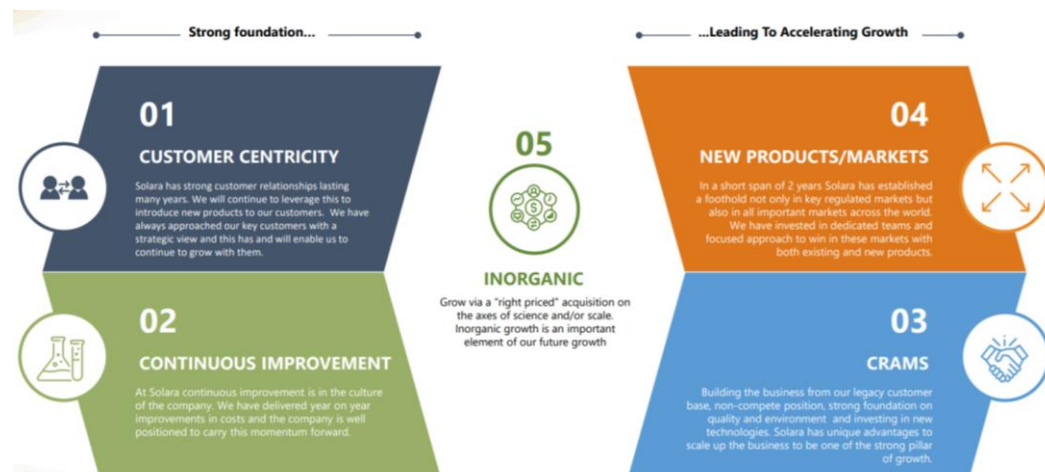 Strong foundation...
01
CUSTOMER CENTRICITY
Solara has strong customer relationships lasting
many years. We will continue to leverage this to
introduce new products to our customers. We have
always approached our key customers with a
strategic view and this has and will enable us to
continue to grow with them.
02
CONTINUOUS IMPROVEMENT
At Solara continuous improvement is in the culture
of the company. We have delivered year on year
improvements in costs and the company is well
positioned to carry this momentum forward.
05
$
INORGANIC
Grow via a "right priced" acquisition on
the axes of science and/or scale.
Inorganic growth is an important
element of our future growth
...Leading To Accelerating Growth
04
NEW PRODUCTS/MARKETS
In a short span of 2 years Solara has established
a foothold not only in key regulated markets but
also in all important markets across the world.
We have invested in dedicated teams and
focused approach to win in these markets with
both existing and new products.
03
CRAMS
Building the business from our legacy customer
base, non-compete position, strong foundation on
quality and environment and investing in new
technologies. Solara has unique advantages to
scale up the business to be one of the strong pillar
of growth.